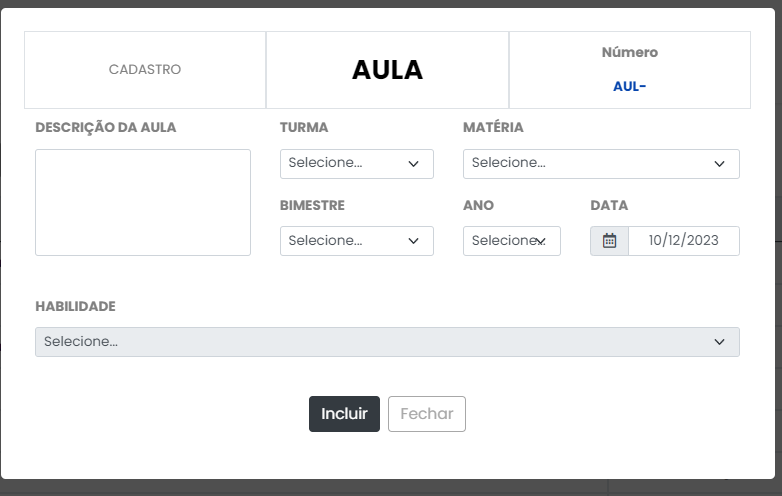 CADASTRO
AULA
Número
AUL-
DESCRIÇÃO DA AULA
TURMA
MATÉRIA
Selecione...
Selecione...
BIMESTRE
ANO
DATA
Selecione...
Selecione...
10/12/2023
HABILIDADE
Selecione...
Incluir
Fechar